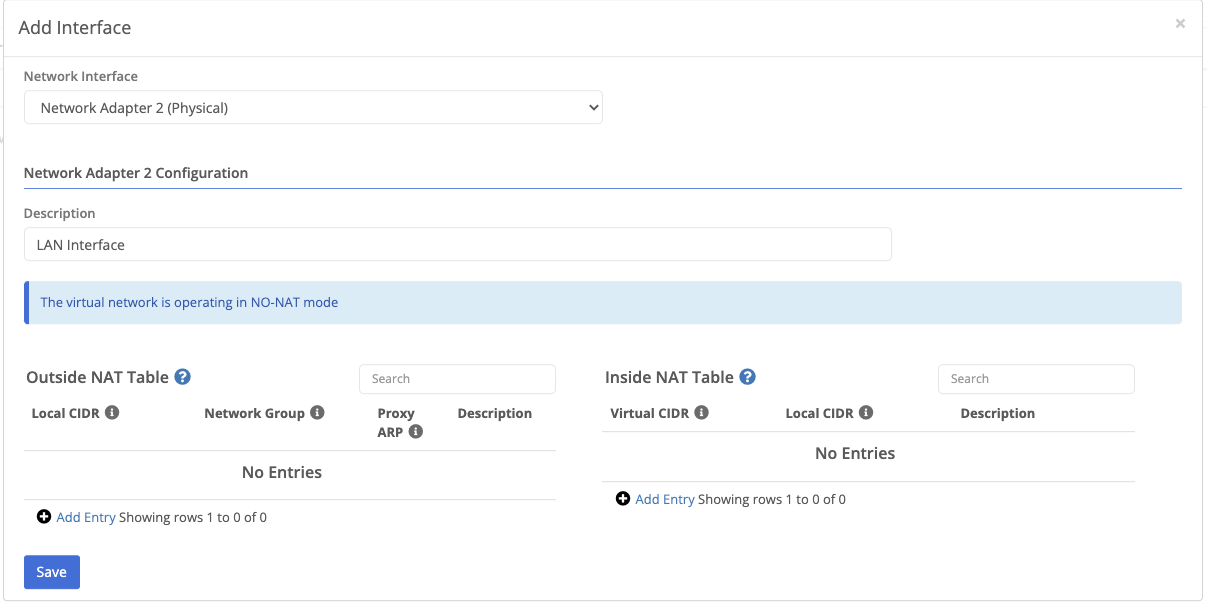 Add Interface
×
Network Interface
Network Adapter 2 (Physical)
Network Adapter 2 Configuration
Description
LAN Interface
The virtual network is operating in NO-NAT mode
Outside NAT Table ?
Search
Local CIDR i Network Group i Proxy ARP i Description
No Entries
Add Entry Showing rows 1 to 0 of 0
Inside NAT Table ?
Search
Virtual CIDR i Local CIDR i Description
No Entries
Add Entry Showing rows 1 to 0 of 0
Save